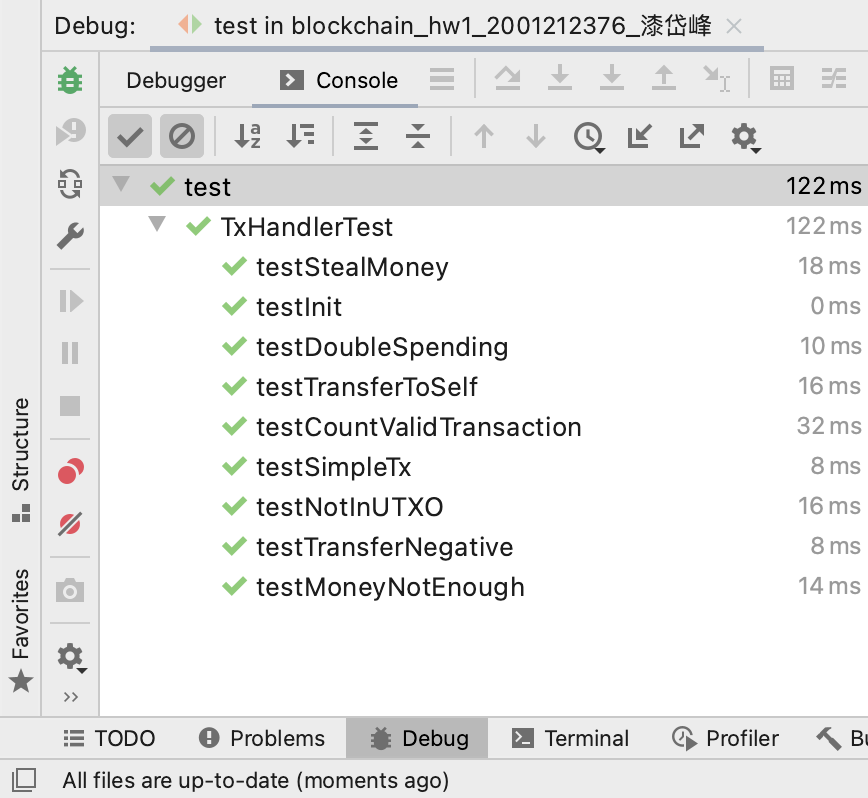 Debug: test in blockchain_hw1_2001212376_漆岱峰
Debugger Console
test 122 ms
TxHandlerTest 122 ms
testStealMoney 18 ms
testInit 0 ms
testDoubleSpending 10 ms
testTransferToSelf 16 ms
testCountValidTransaction 32 ms
testSimpleTx 8 ms
testNotInUTXO 16 ms
testTransferNegative 8 ms
testMoneyNotEnough 14 ms
Structure
Favorites
TODO Problems Debug Terminal Profiler Bu
All files are up-to-date (moments ago)